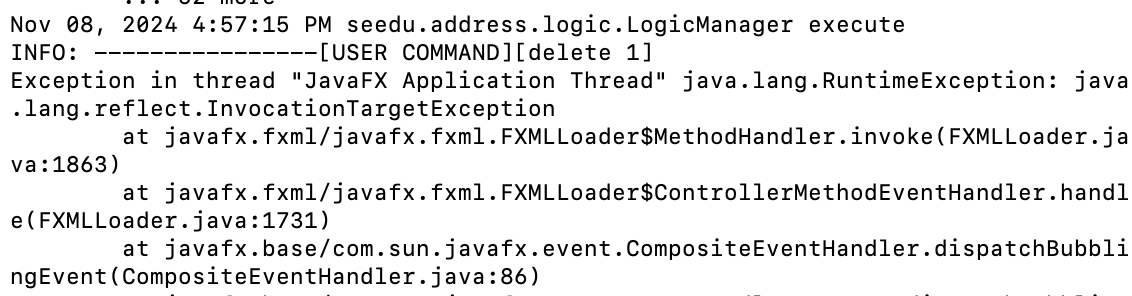 ... 32 more
Nov 08, 2024 4:57:15 PM seedu.address.logic.LogicManager execute
INFO: ----------------[USER COMMAND][delete 1]
Exception in thread "JavaFX Application Thread" java.lang.RuntimeException: java
.lang.reflect.InvocationTargetException
        at javafx.fxml/javafx.fxml.FXMLLoader$MethodHandler.invoke(FXMLLoader.ja
va:1863)
        at javafx.fxml/javafx.fxml.FXMLLoader$ControllerMethodEventHandler.handl
e(FXMLLoader.java:1731)
        at javafx.base/com.sun.javafx.event.CompositeEventHandler.dispatchBubbli
ngEvent(CompositeEventHandler.java:86)